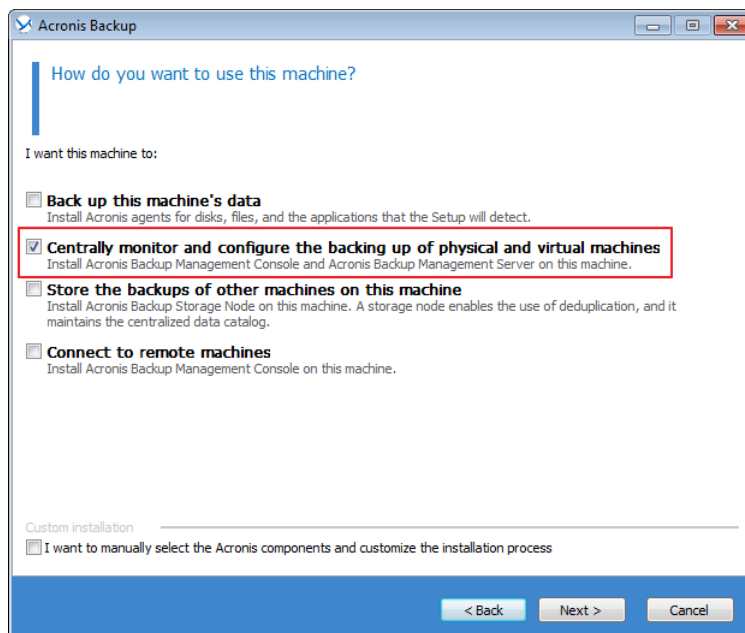 Acronis Backup
How do you want to use this machine?
I want this machine to:
Back up this machine's data
Install Acronis agents for disks, files, and the applications that the Setup will detect.
Centrally monitor and configure the backing up of physical and virtual machines
Install Acronis Backup Management Console and Acronis Backup Management Server on this machine.
Store the backups of other machines on this machine
Install Acronis Backup Storage Node on this machine. A storage node enables the use of deduplication, and it
maintains the centralized data catalog.
Connect to remote machines
Install Acronis Backup Management Console on this machine.
Custom installation
I want to manually select the Acronis components and customize the installation process
< Back Next > Cancel